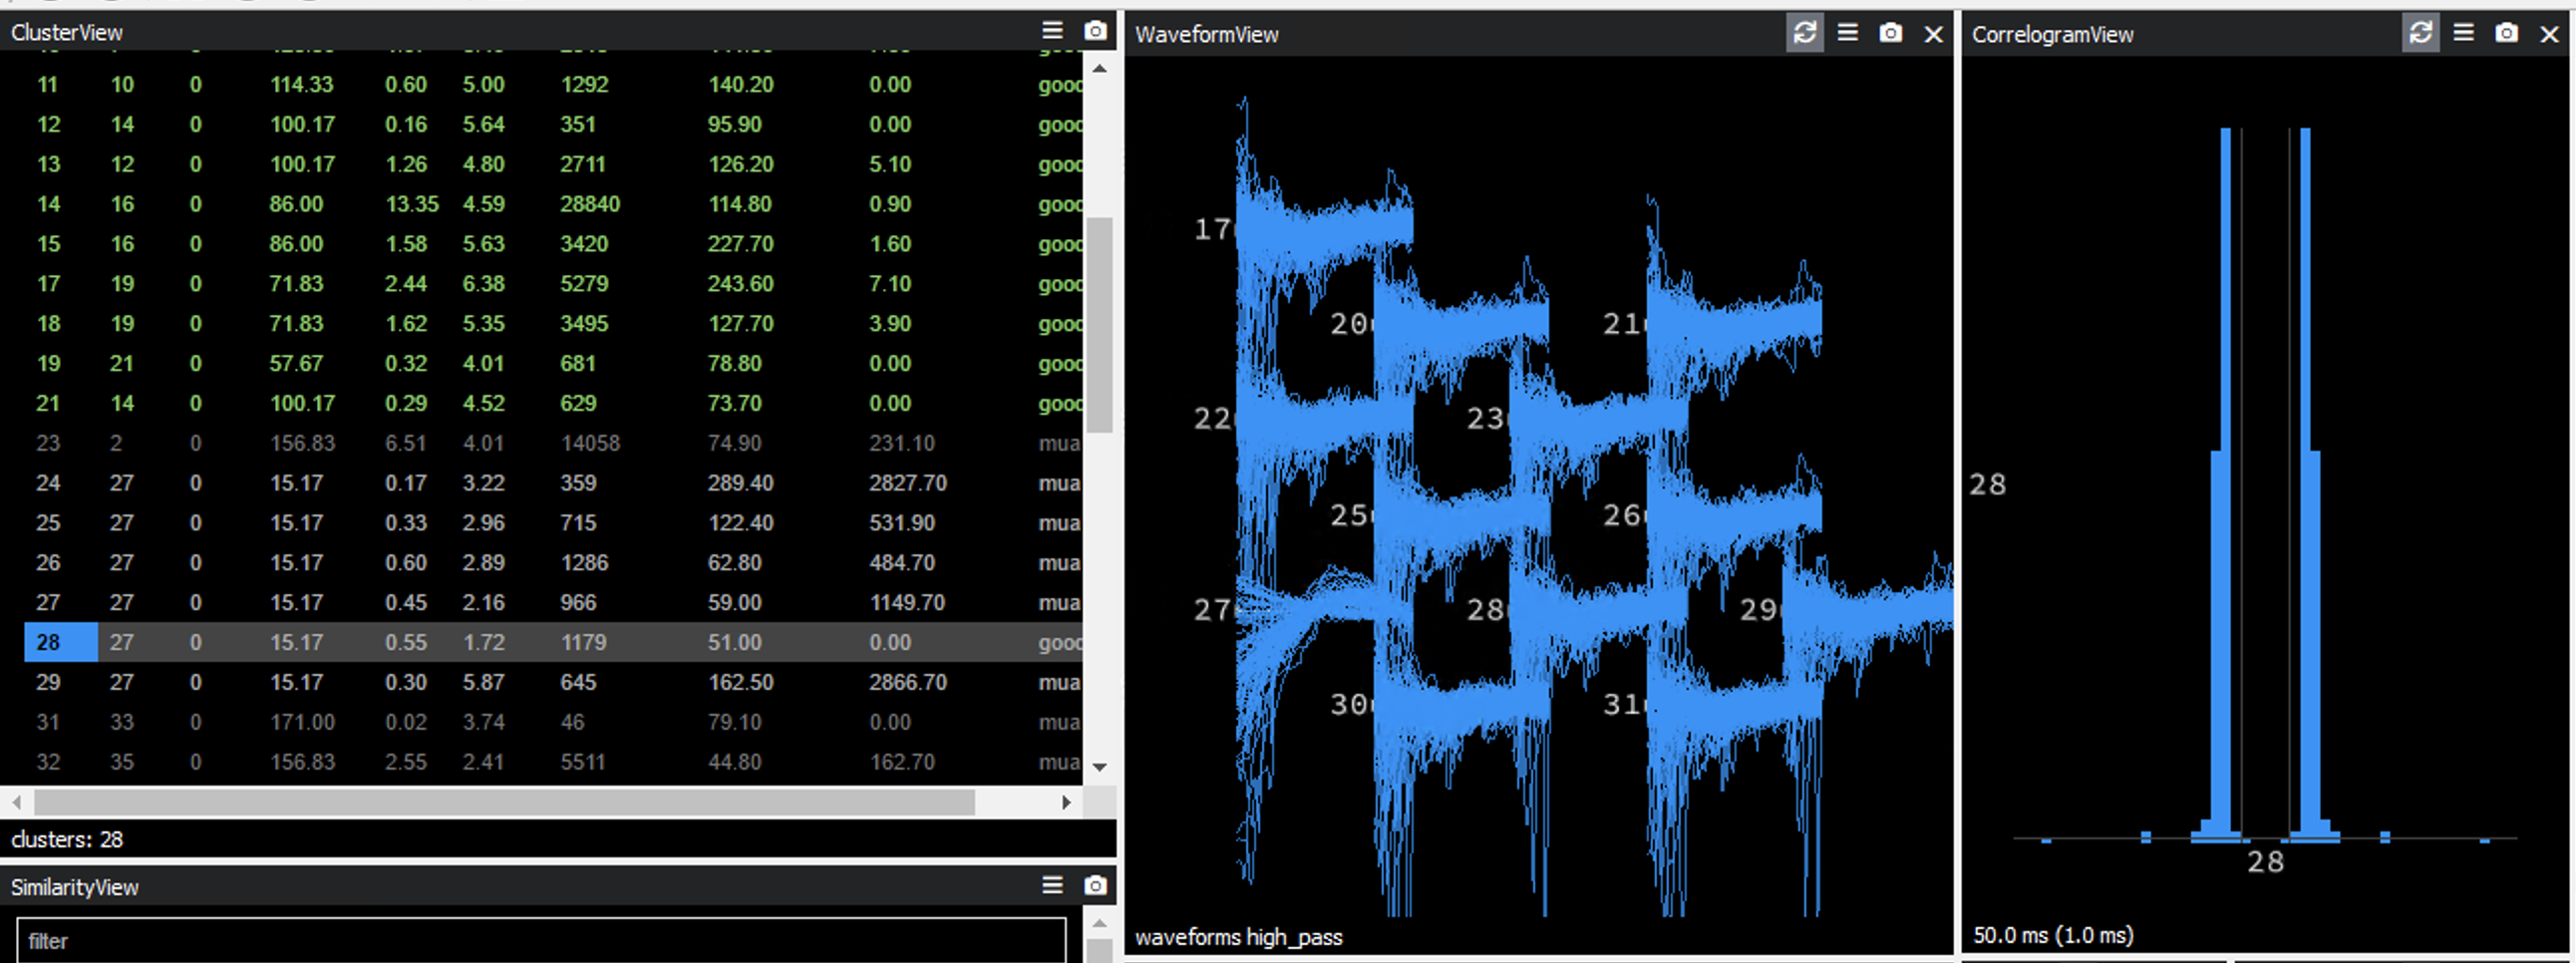 ClusterView
11 10 0 114.33 0.60 5.00 1292 140.20 0.00 good
12 14 0 100.17 0.16 5.64 351 95.90 0.00 good
13 12 0 100.17 1.26 4.80 2711 126.20 5.10 good
14 16 0 86.00 13.35 4.59 28840 114.80 0.90 good
15 16 0 86.00 1.58 5.63 3420 227.70 1.60 good
17 19 0 71.83 2.44 6.38 5279 243.60 7.10 good
18 19 0 71.83 1.62 5.35 3495 127.70 3.90 good
19 21 0 57.67 0.32 4.01 681 78.80 0.00 good
21 14 0 100.17 0.29 4.52 629 73.70 0.00 good
23 2 0 156.83 6.51 4.01 14058 74.90 231.10 mua
24 27 0 15.17 0.17 3.22 359 289.40 2827.70 mua
25 27 0 15.17 0.33 2.96 715 122.40 531.90 mua
26 27 0 15.17 0.60 2.89 1286 62.80 484.70 mua
27 27 0 15.17 0.45 2.16 966 59.00 1149.70 mua
28 27 0 15.17 0.55 1.72 1179 51.00 0.00 good
29 27 0 15.17 0.30 5.87 645 162.50 2866.70 mua
31 33 0 171.00 0.02 3.74 46 79.10 0.00 mua
32 35 0 156.83 2.55 2.41 5511 44.80 162.70 mua
clusters: 28
SimilarityView
filter
WaveformView
17
20 21
22 23
25 26
27 28 29
30 31
waveforms high_pass
CorrelogramView
28
28
50.0 ms (1.0 ms)